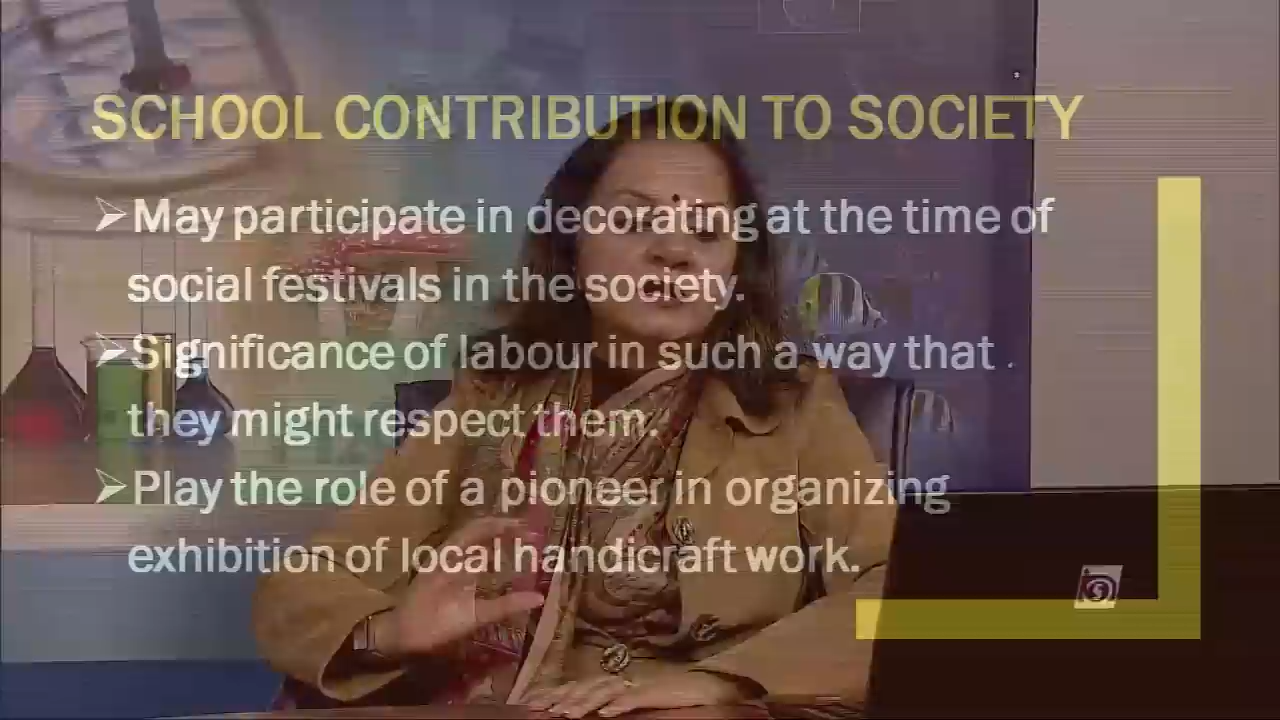 SCHOOL CONTRIBUTION TO SOCIETY
➢May participate in decorating at the time of
social festivals in the society.
➢Significance of labour in such a way that .
they might respect them.
➢Play the role of a pioneer in organizing
exhibition of local handicraft work.